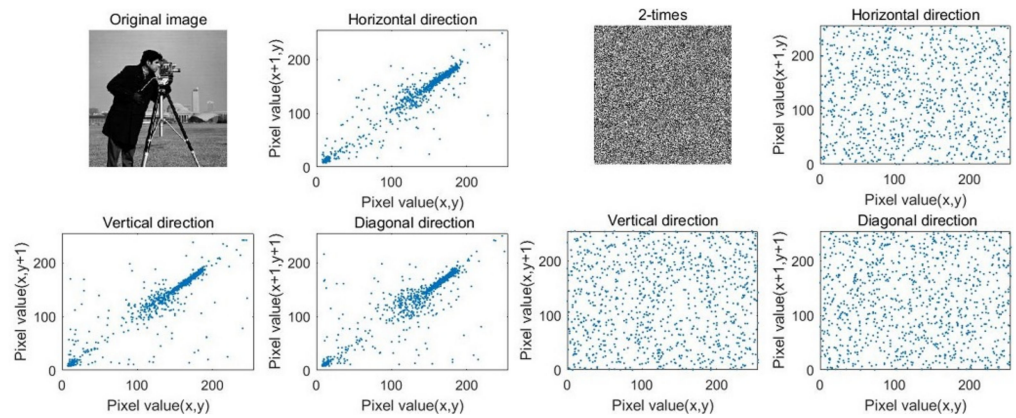 Original image
Horizontal direction
Pixel value(x+1,y)
200
100
0
0 100 200
Pixel value(x,y)
2-times
Horizontal direction
Pixel value(x+1,y)
200
100
0
0 100 200
Pixel value(x,y)
Vertical direction
Pixel value(x,y+1)
200
100
0
0 100 200
Pixel value(x,y)
Diagonal direction
Pixel value(x+1,y+1)
200
100
0
0 100 200
Pixel value(x,y)
Vertical direction
Pixel value(x,y+1)
200
100
0
0 100 200
Pixel value(x,y)
Diagonal direction
Pixel value(x+1,y+1)
200
100
0
0 100 200
Pixel value(x,y)